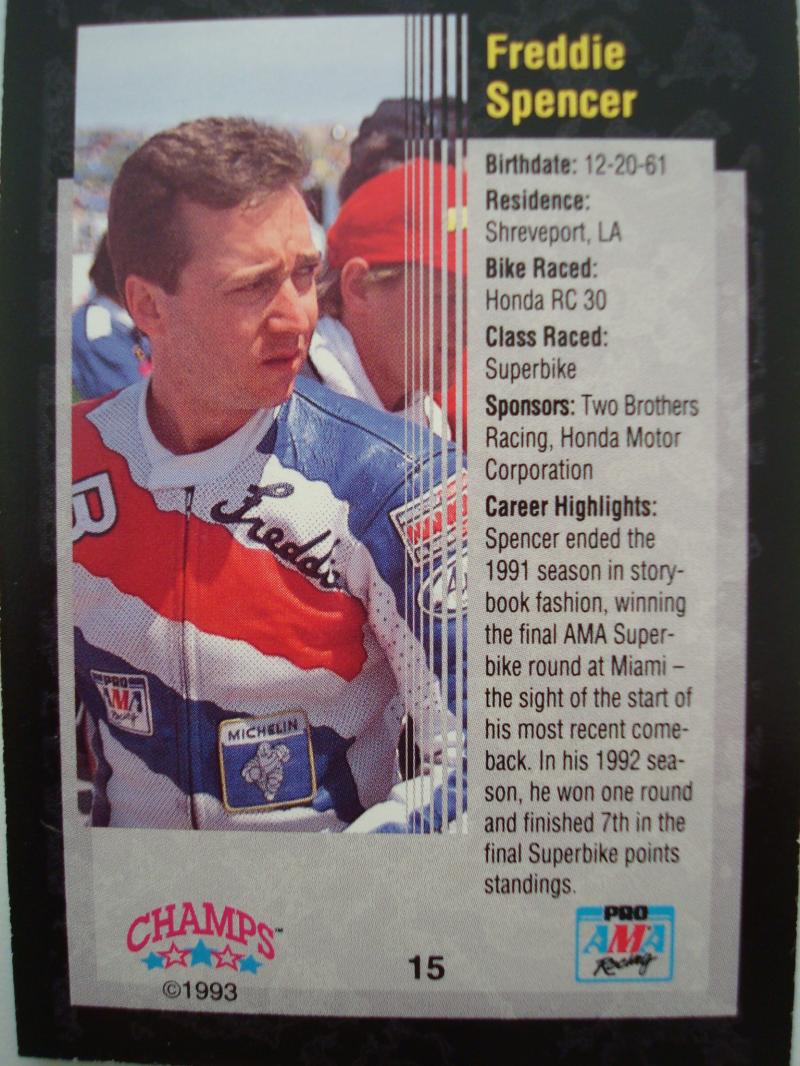 Freddie
Spencer
Birthdate: 12-20-61
Residence:
Shreveport, LA
Bike Raced:
Honda RC 30
Class Raced:
Superbike
Sponsors: Two Brothers
Racing, Honda Motor
Corporation
Career Highlights:
Spencer ended the
1991 season in story-
book fashion, winning
the final AMA Super-
bike round at Miami –
the sight of the start of
his most recent come-
back. In his 1992 sea-
son, he won one round
and finished 7th in the
final Superbike points
standings.
Freddie
PRO
AMA
Racing
MICHELIN
CHAMPS™
©1993
15
PRO
AMA
Racing